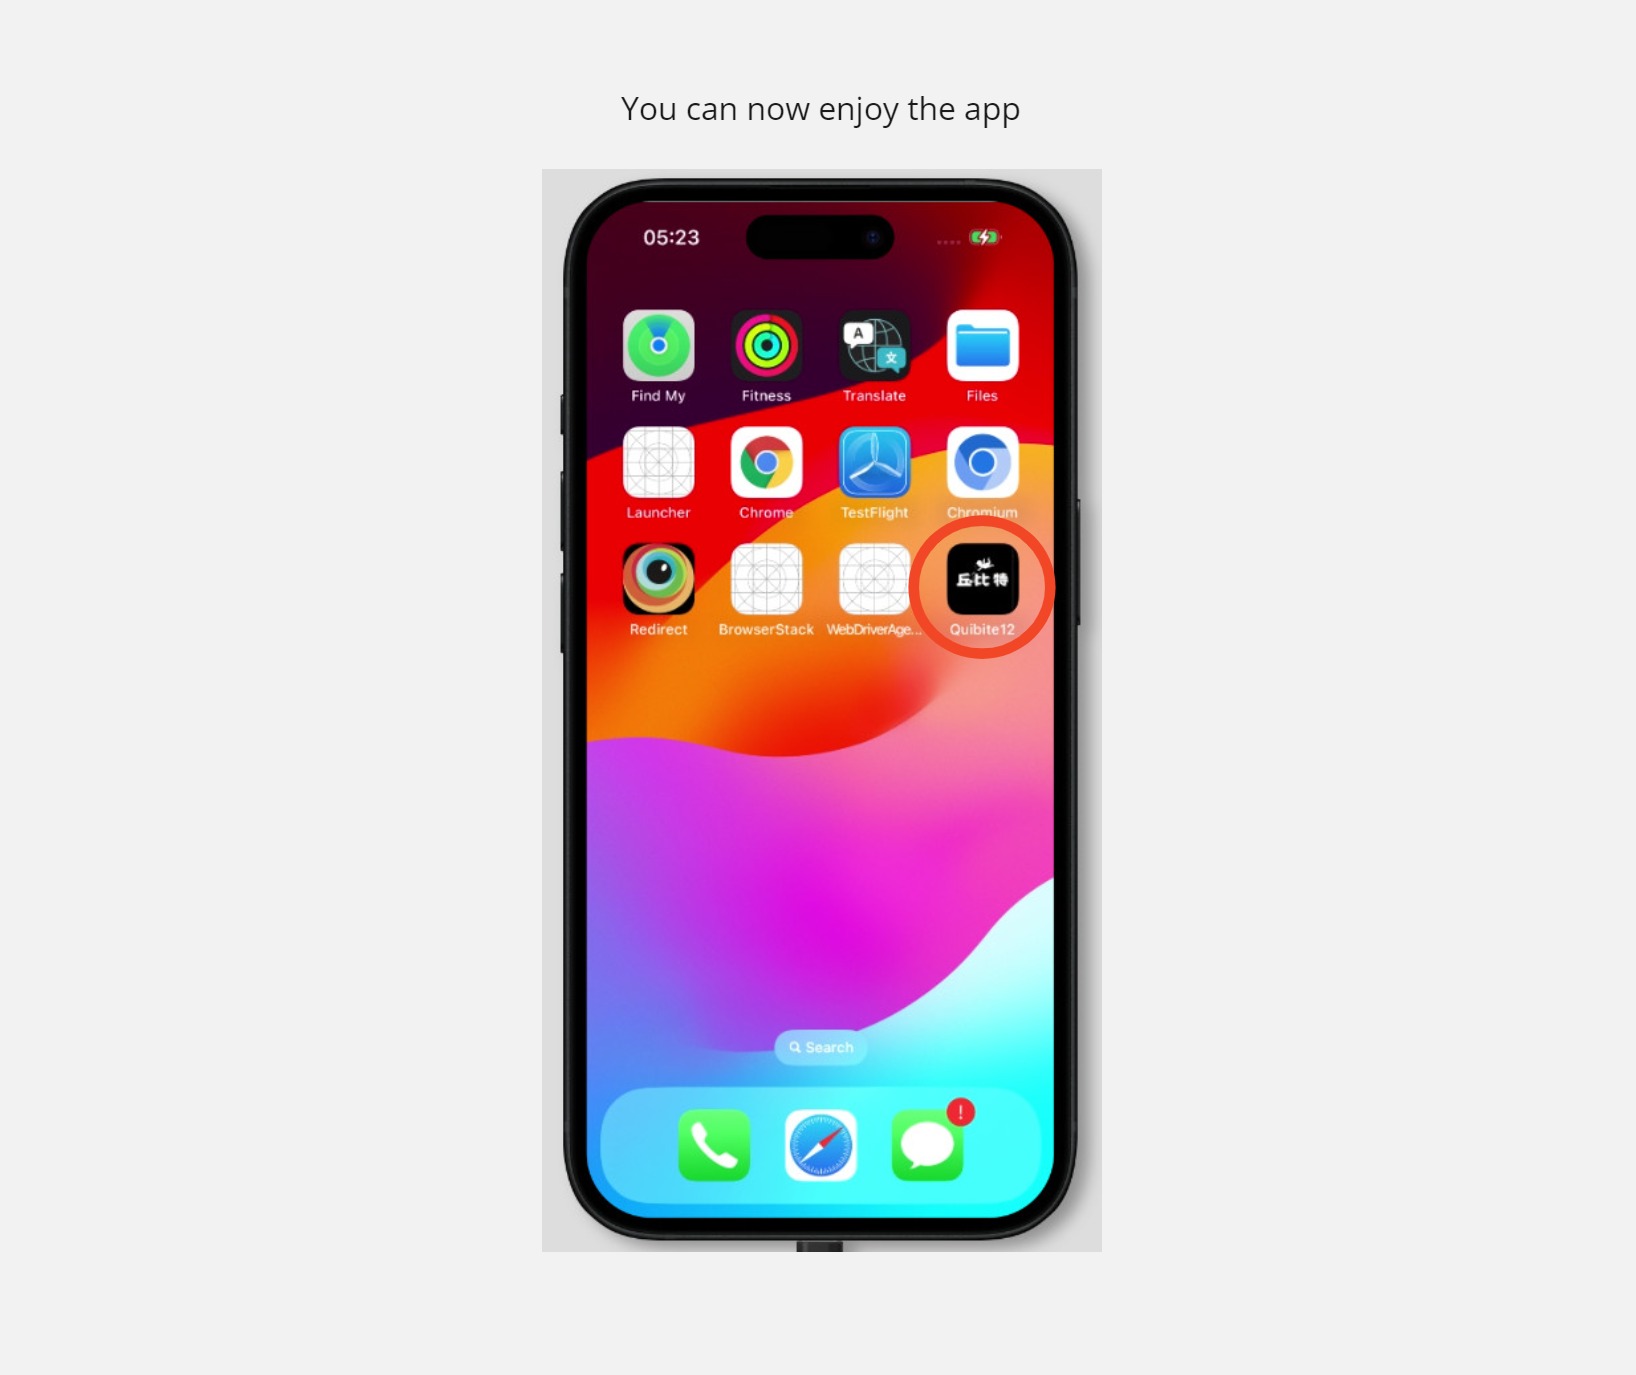 You can now enjoy the app
05:23
A
文
Find My
Fitness
Translate
Files
Launcher
Chrome
TestFlight
Chromium
丘比特
Redirect
BrowserStack
WebDriverAge...
Quibite12
Search
!